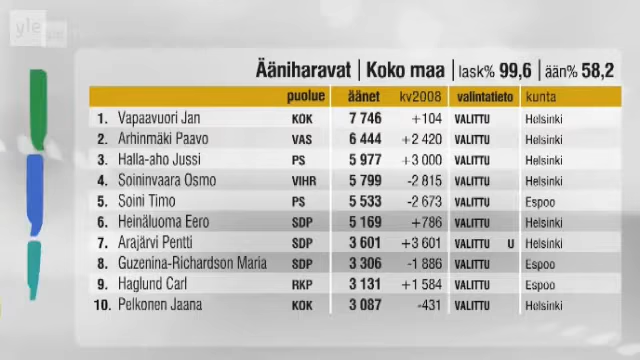 yle
Ääniharavat | Koko maa | lask% 99,6 | ään% 58,2
puolue äänet kv2008 valintatieto kunta
1. Vapaavuori Jan KOK 7 746 +104 VALITTU Helsinki
2. Arhinmäki Paavo VAS 6 444 +2 420 VALITTU Helsinki
3. Halla-aho Jussi PS 5 977 +3 000 VALITTU Helsinki
4. Soininvaara Osmo VIHR 5 799 -2 815 VALITTU Helsinki
5. Soini Timo PS 5 533 -2 673 VALITTU Espoo
6. Heinäluoma Eero SDP 5 169 +786 VALITTU Helsinki
7. Arajärvi Pentti SDP 3 601 +3 601 VALITTU U Helsinki
8. Guzenina-Richardson Maria SDP 3 306 -1 886 VALITTU Espoo
9. Haglund Carl RKP 3 131 +1 584 VALITTU Espoo
10. Pelkonen Jaana KOK 3 087 -431 VALITTU Helsinki